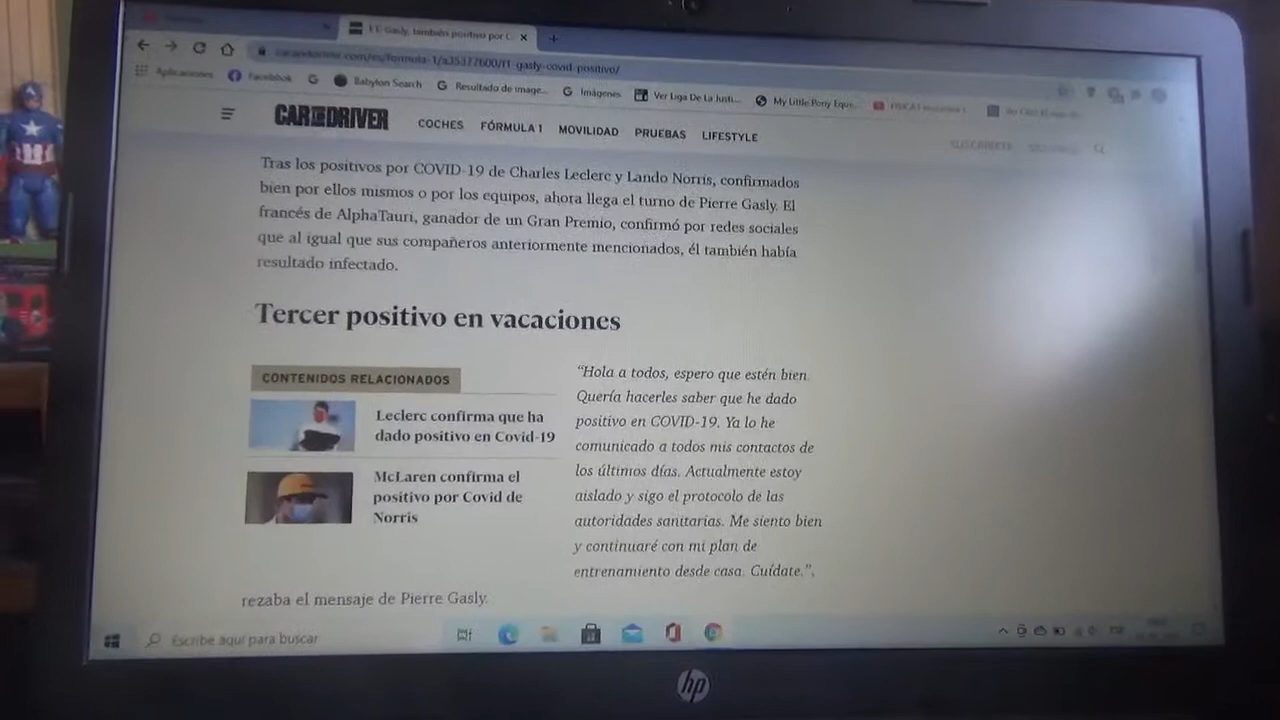 F1: Gasly, también positivo por C
caranddriver.com/es/formula-1/a35377600/f1-gasly-covid-positivo/
Aplicaciones
Facebook
Babylon Search
Resultado de image...
Imágenes
Ver Liga De La Justi...
My Little Pony Eque...
CAR AND DRIVER
COCHES
FÓRMULA 1
MOVILIDAD
PRUEBAS
LIFESTYLE
SUSCRÍBETE
Tras los positivos por COVID-19 de Charles Leclerc y Lando Norris, confirmados
bien por ellos mismos o por los equipos, ahora llega el turno de Pierre Gasly. El
francés de AlphaTauri, ganador de un Gran Premio, confirmó por redes sociales
que al igual que sus compañeros anteriormente mencionados, él también había
resultado infectado.
Tercer positivo en vacaciones
CONTENIDOS RELACIONADOS
Leclerc confirma que ha
dado positivo en Covid-19
McLaren confirma el
positivo por Covid de
Norris
“Hola a todos, espero que estén bien.
Quería hacerles saber que he dado
positivo en COVID-19. Ya lo he
comunicado a todos mis contactos de
los últimos días. Actualmente estoy
aislado y sigo el protocolo de las
autoridades sanitarias. Me siento bien
y continuaré con mi plan de
entrenamiento desde casa. Cuídate.”,
rezaba el mensaje de Pierre Gasly.
Escribe aquí para buscar
hp